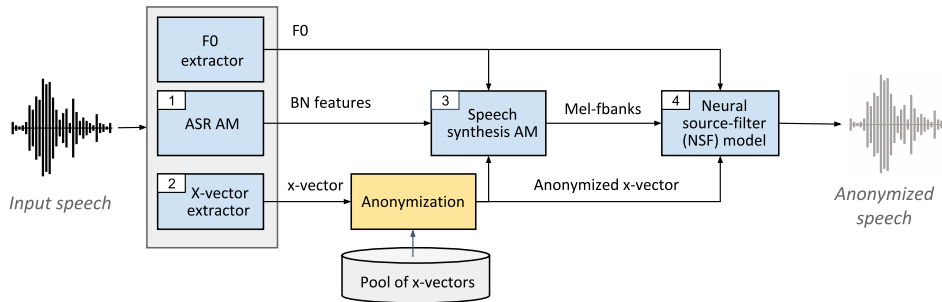 F0
extractor
F0
1
ASR AM
BN features
3
Speech
synthesis AM
Mel-fbanks
4
Neural
source-filter
(NSF) model
2
X-vector
extractor
x-vector
Anonymization
Anonymized x-vector
Input speech
Anonymized
speech
Pool of x-vectors